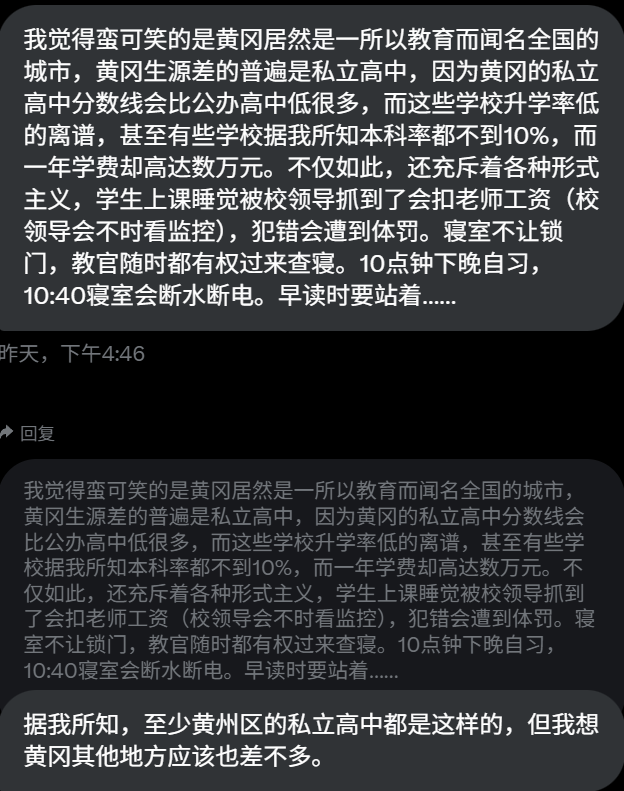 我觉得蛮可笑的是黄冈居然是一所以教育而闻名全国的
城市，黄冈生源差的普遍是私立高中，因为黄冈的私立
高中分数线会比公办高中低很多，而这些学校升学率低
的离谱，甚至有些学校据我所知本科率都不到10%，而
一年学费却高达数万元。不仅如此，还充斥着各种形式
主义，学生上课睡觉被校领导抓到了会扣老师工资（校
领导会不时看监控），犯错会遭到体罚。寝室不让锁
门，教官随时都有权过来查寝。10点钟下晚自习，
10:40寝室会断水断电。早读时要站着......
昨天，下午4:46
回复
我觉得蛮可笑的是黄冈居然是一所以教育而闻名全国的城市，
黄冈生源差的普遍是私立高中，因为黄冈的私立高中分数线会
比公办高中低很多，而这些学校升学率低的离谱，甚至有些学
校据我所知本科率都不到10%，而一年学费却高达数万元。不
仅如此，还充斥着各种形式主义，学生上课睡觉被校领导抓到
了会扣老师工资（校领导会不时看监控），犯错会遭到体罚。寝
室不让锁门，教官随时都有权过来查寝。10点钟下晚自习，
10:40寝室会断水断电。早读时要站着......
据我所知，至少黄州区的私立高中都是这样的，但我想
黄冈其他地方应该也差不多。